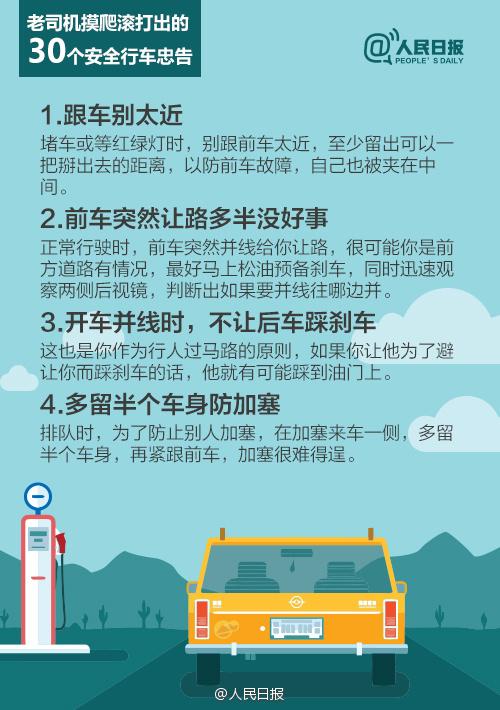 老司机摸爬滚打出的
30个安全行车忠告
@人民日报
PEOPLE'S DAILY
1.跟车别太近
堵车或等红绿灯时，别跟前车太近，至少留出可以一
把掰出去的距离，以防前车故障，自己也被夹在中
间。
2.前车突然让路多半没好事
正常行驶时，前车突然并线给你让路，很可能你是前
方道路有情况，最好马上松油预备刹车，同时迅速观
察两侧后视镜，判断出如果要并线往哪边并。
3.开车并线时，不让后车踩刹车
这也是你作为行人过马路的原则，如果你让他为了避
让你而踩刹车的话，他就有可能踩到油门上。
4.多留半个车身防加塞
排队时，为了防止别人加塞，在加塞来车一侧，多留
半个车身，再紧跟前车，加塞很难得逞。
@人民日报